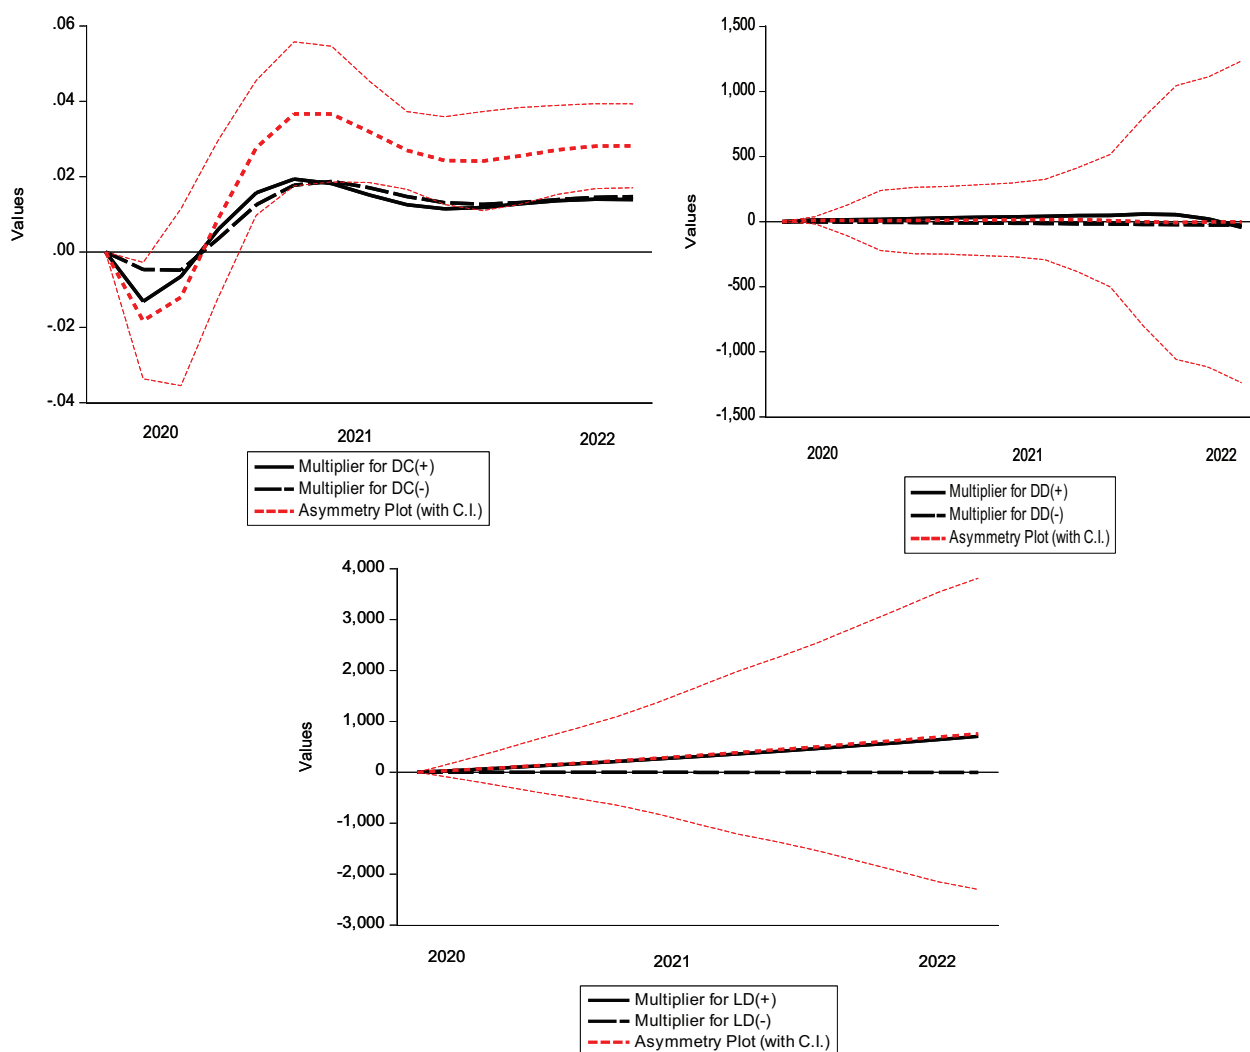 .06
.04
.02
.00
-.02
-.04
Values
2020
2021
2022
Multiplier for DC(+)
Multiplier for DC(-)
Asymmetry Plot (with C.I.)
1,500
1,000
500
0
-500
-1,000
-1,500
Values
2020
2021
2022
Multiplier for DD(+)
Multiplier for DD(-)
Asymmetry Plot (with C.I.)
4,000
3,000
2,000
1,000
0
-1,000
-2,000
-3,000
Values
2020
2021
2022
Multiplier for LD(+)
Multiplier for LD(-)
Asymmetry Plot (with C.I.)